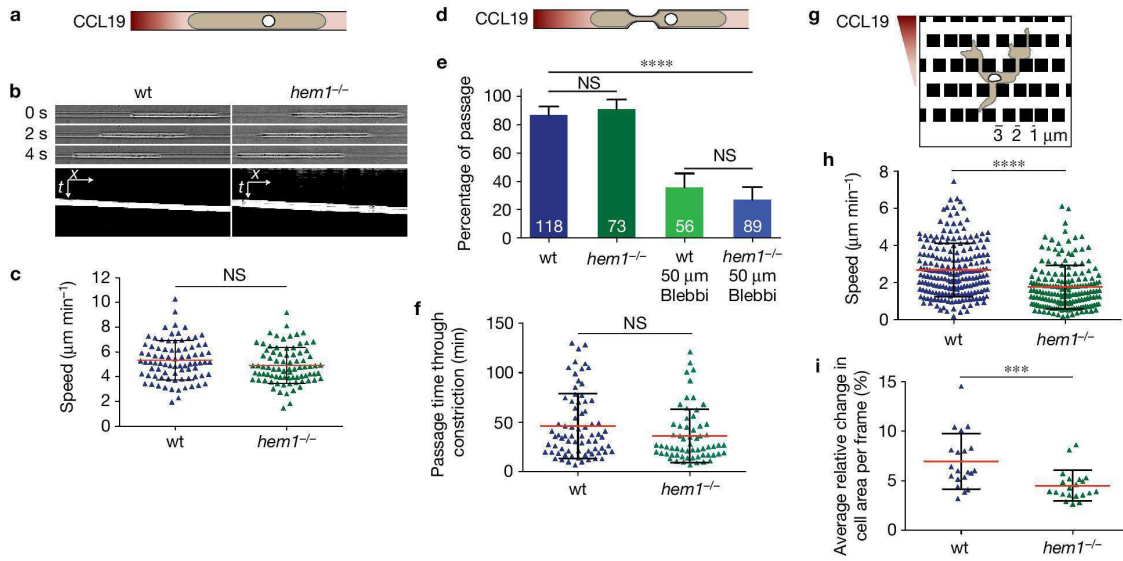 a
CCL19
b
wt
hem1–/–
0 s
2 s
4 s
x
t
x
t
c
NS
Speed (μm min–1)
12
10
8
6
4
2
0
wt
hem1–/–
d
CCL19
e
****
NS
NS
Percentage of passage
100
80
60
40
20
0
118
73
56
89
wt
hem1–/–
wt
50 μm
Blebbi
hem1–/–
50 μm
Blebbi
f
NS
Passage time through
constriction (min)
150
100
50
0
wt
hem1–/–
g
CCL19
3 2 1 μm
h
****
Speed (μm min–1)
8
6
4
2
0
wt
hem1–/–
i
***
Average relative change in
cell area per frame (%)
15
10
5
0
wt
hem1–/–